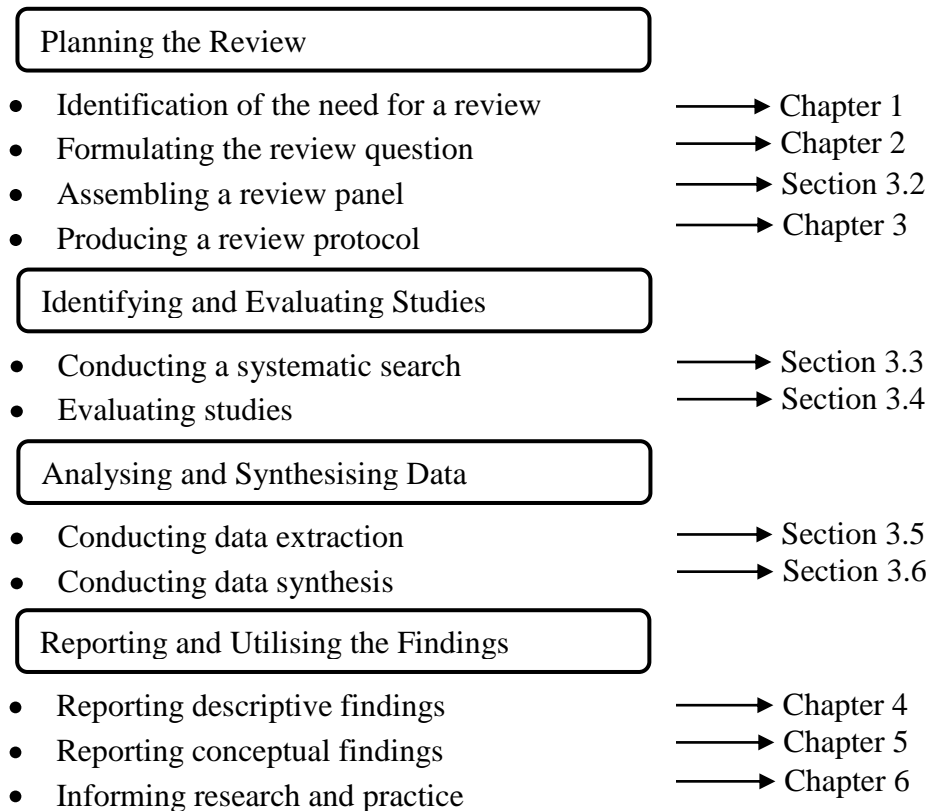 Planning the Review
• Identification of the need for a review Chapter 1
• Formulating the review question Chapter 2
• Assembling a review panel Section 3.2
• Producing a review protocol Chapter 3
Identifying and Evaluating Studies
• Conducting a systematic search Section 3.3
• Evaluating studies Section 3.4
Analysing and Synthesising Data
• Conducting data extraction Section 3.5
• Conducting data synthesis Section 3.6
Reporting and Utilising the Findings
• Reporting descriptive findings Chapter 4
• Reporting conceptual findings Chapter 5
• Informing research and practice Chapter 6